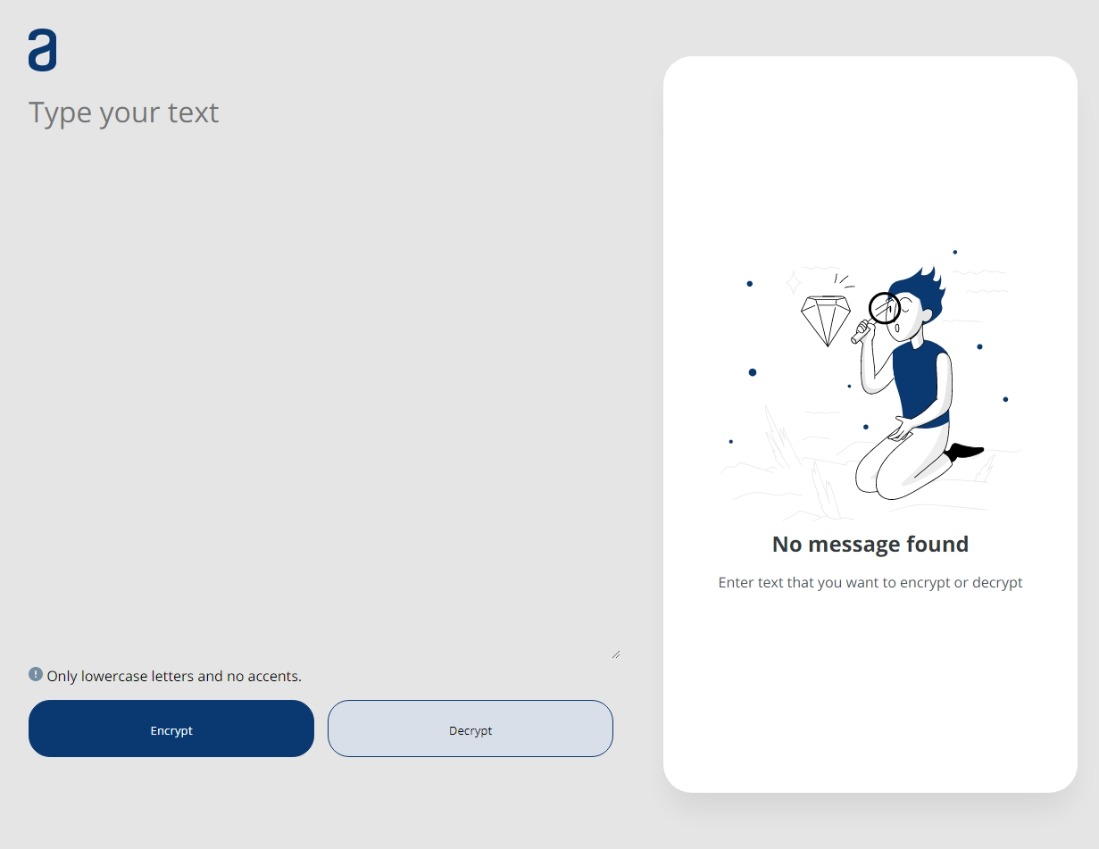 a
Type your text
Only lowercase letters and no accents.
Encrypt
Decrypt
No message found
Enter text that you want to encrypt or decrypt